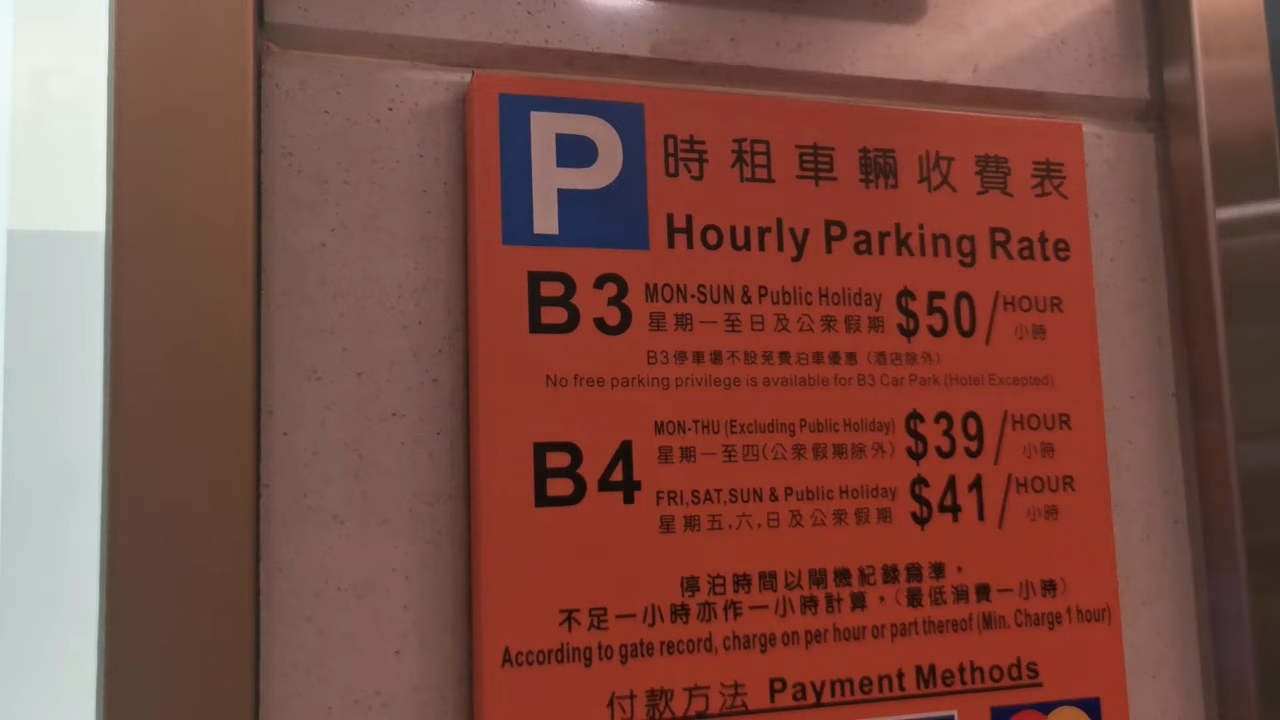 P
時租車輛收費表
Hourly Parking Rate
B3
MON-SUN & Public Holiday
星期一至日及公衆假期
$50/HOUR
小時
B3停車場不設免費泊車優惠（酒店除外）
No free parking privilege is available for B3 Car Park (Hotel Excepted)
B4
MON-THU (Excluding Public Holiday)
星期一至四(公衆假期除外)
$39/HOUR
小時
FRI,SAT,SUN & Public Holiday
星期五,六,日及公衆假期
$41/HOUR
小時
停泊時間以閘機紀錄爲準，
不足一小時亦作一小時計算，（最低消費一小時）
According to gate record, charge on per hour or part thereof (Min. Charge 1 hour)
付款方法 Payment Methods